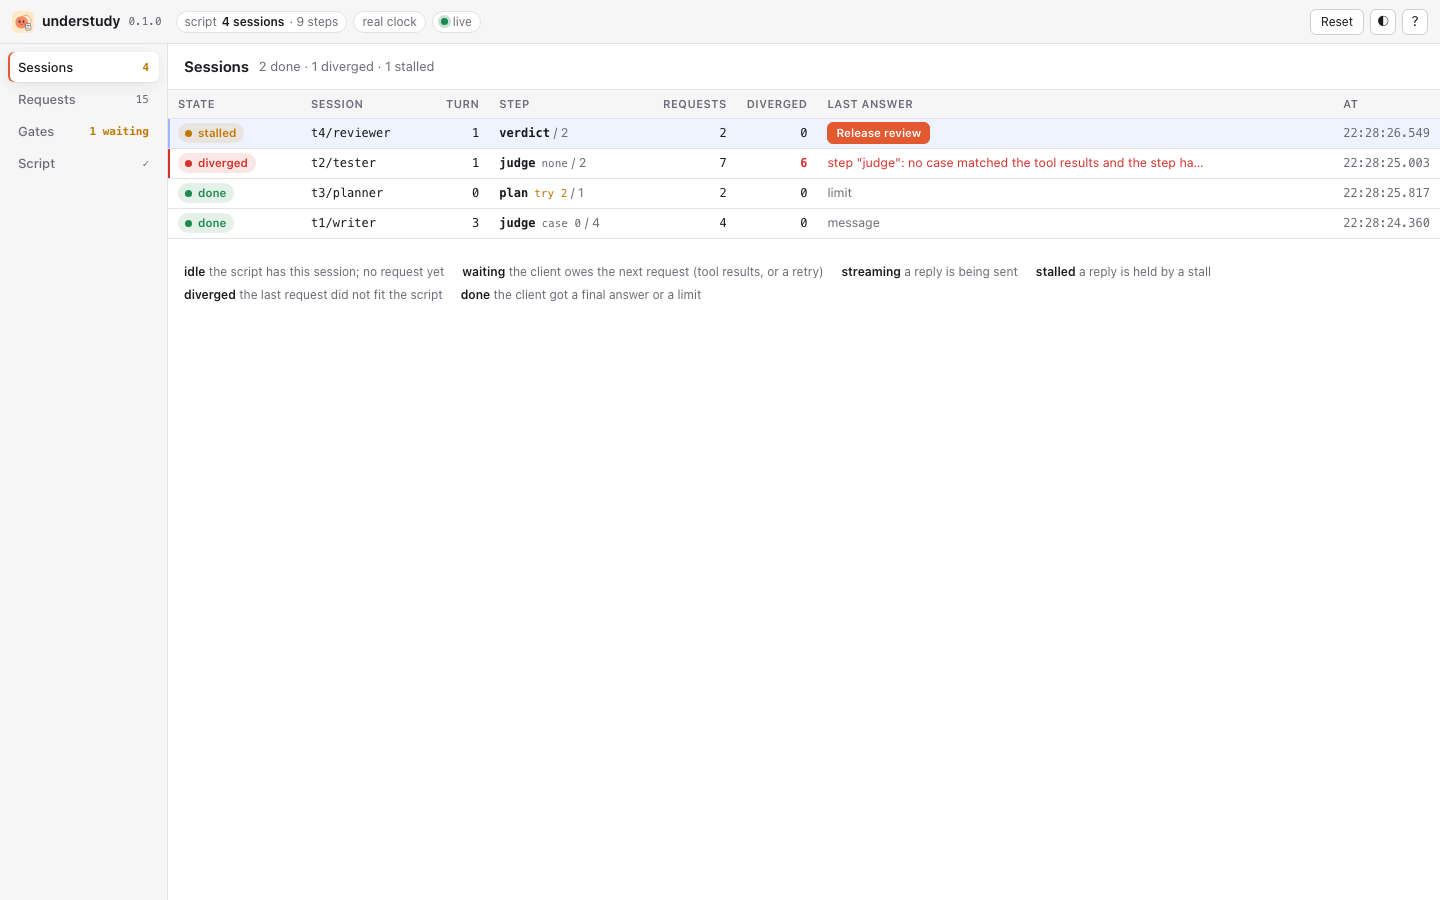 understudy 0.1.0 script 4 sessions · 9 steps real clock live Reset ?
Sessions 4
Requests 15
Gates 1 waiting
Script ✓
Sessions 2 done · 1 diverged · 1 stalled
STATE SESSION TURN STEP REQUESTS DIVERGED LAST ANSWER AT
stalled t4/reviewer 1 verdict / 2 2 0 Release review 22:28:26.549
diverged t2/tester 1 judge none / 2 7 6 step "judge": no case matched the tool results and the step ha... 22:28:25.003
done t3/planner 0 plan try 2 / 1 2 0 limit 22:28:25.817
done t1/writer 3 judge case 0 / 4 4 0 message 22:28:24.360
idle the script has this session; no request yet waiting the client owes the next request (tool results, or a retry) streaming a reply is being sent stalled a reply is held by a stall
diverged the last request did not fit the script done the client got a final answer or a limit